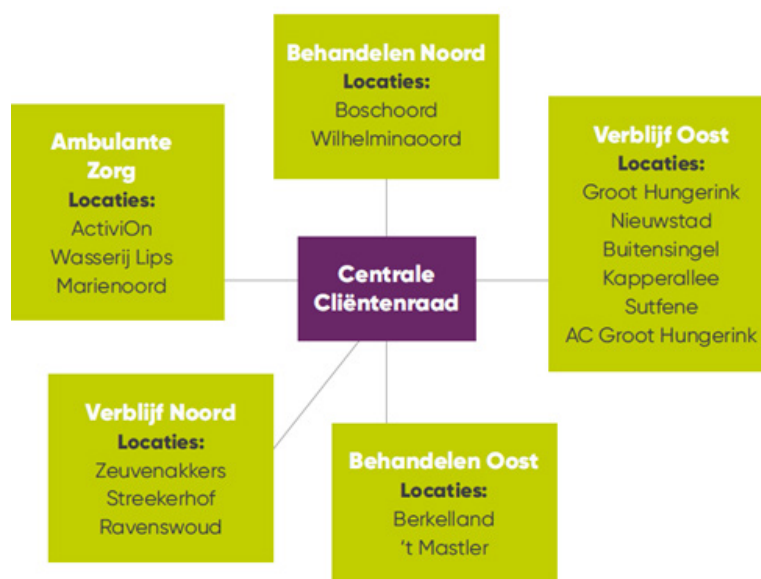 Behandelen Noord
Locaties:
Boschoord
Wilhelminaoord
Ambulante
Zorg
Locaties:
ActiviOn
Wasserij Lips
Marienoord
Verblijf Oost
Locaties:
Groot Hungerink
Nieuwstad
Buitensingel
Kapperallee
Sutfene
AC Groot Hungerink
Centrale
Cliëntenraad
Verblijf Noord
Locaties:
Zeuvenakkers
Streekerhof
Ravenswoud
Behandelen Oost
Locaties:
Berkelland
't Mastler